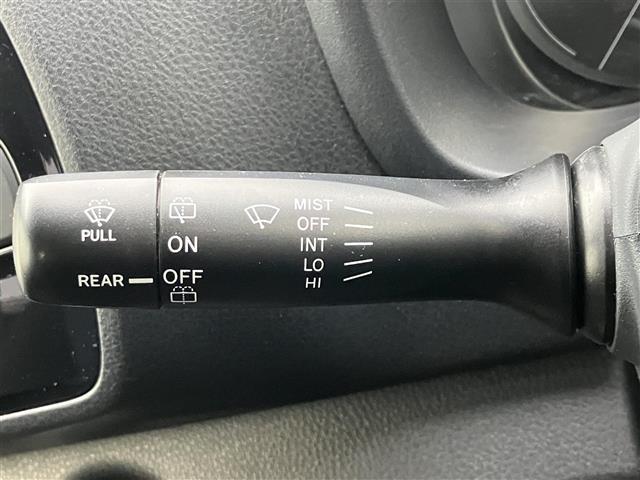 PULL
REAR
ON
OFF
MIST
OFF
INT
LO
HI